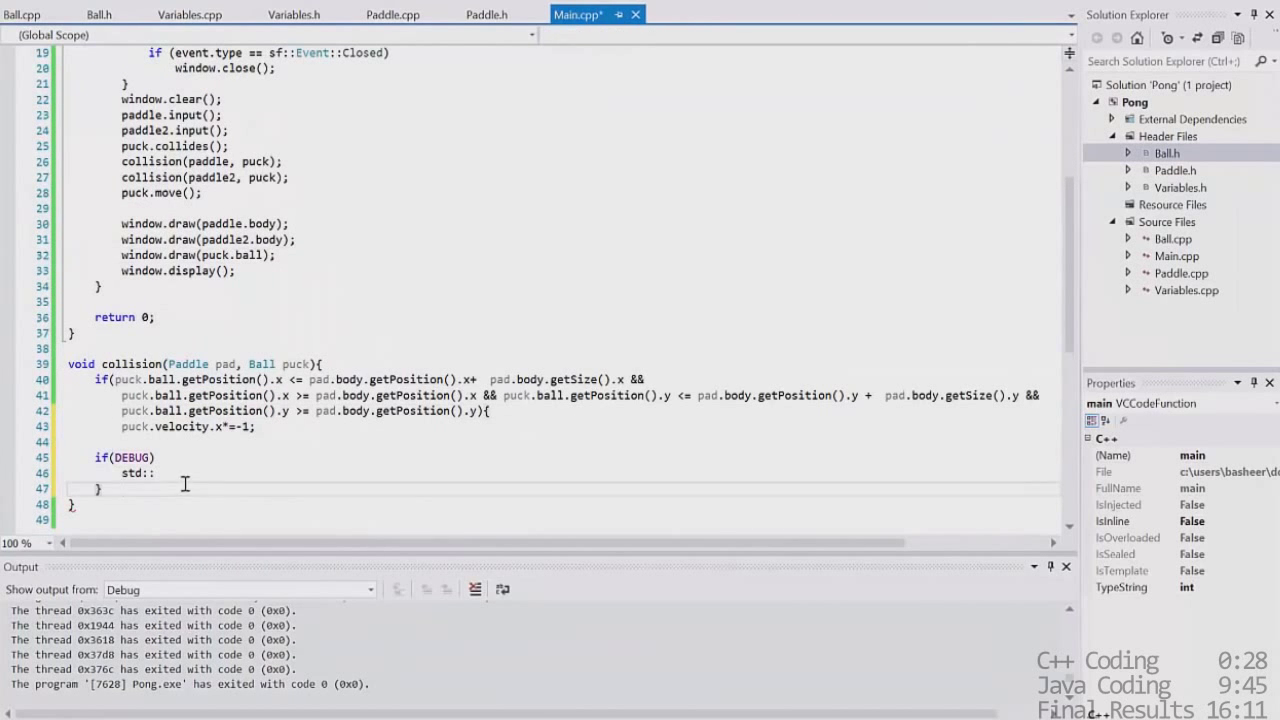 Ball.cpp Ball.h Variables.cpp Variables.h Paddle.cpp Paddle.h Main.cpp*
(Global Scope)
19 if (event.type == sf::Event::Closed)
20 window.close();
21 }
22 window.clear();
23 paddle.input();
24 paddle2.input();
25 puck.collides();
26 collision(paddle, puck);
27 collision(paddle2, puck);
28 puck.move();
29
30 window.draw(paddle.body);
31 window.draw(paddle2.body);
32 window.draw(puck.ball);
33 window.display();
34 }
35
36 return 0;
37 }
38
39 void collision(Paddle pad, Ball puck){
40 if(puck.ball.getPosition().x <= pad.body.getPosition().x+ pad.body.getSize().x &&
41 puck.ball.getPosition().x >= pad.body.getPosition().x && puck.ball.getPosition().y <= pad.body.getPosition().y + pad.body.getSize().y &&
42 puck.ball.getPosition().y >= pad.body.getPosition().y){
43 puck.velocity.x*=-1;
44
45 if(DEBUG)
46 std::
47 }
48 }
49
100 %
Output
Show output from: Debug
The thread 0x363c has exited with code 0 (0x0).
The thread 0x1944 has exited with code 0 (0x0).
The thread 0x3618 has exited with code 0 (0x0).
The thread 0x37d8 has exited with code 0 (0x0).
The thread 0x376c has exited with code 0 (0x0).
The program '[7628] Pong.exe' has exited with code 0 (0x0).
Solution Explorer
Search Solution Explorer (Ctrl+;)
Solution 'Pong' (1 project)
Pong
External Dependencies
Header Files
Ball.h
Paddle.h
Variables.h
Resource Files
Source Files
Ball.cpp
Main.cpp
Paddle.cpp
Variables.cpp
Properties
main VCCodeFunction
C++
(Name) main
File c:\users\basheer\do
FullName main
IsInjected False
IsInline False
IsOverloaded False
IsSealed False
IsTemplate False
TypeString int
C++ Coding 0:28
Java Coding 9:45
Final Results 16:11
C++